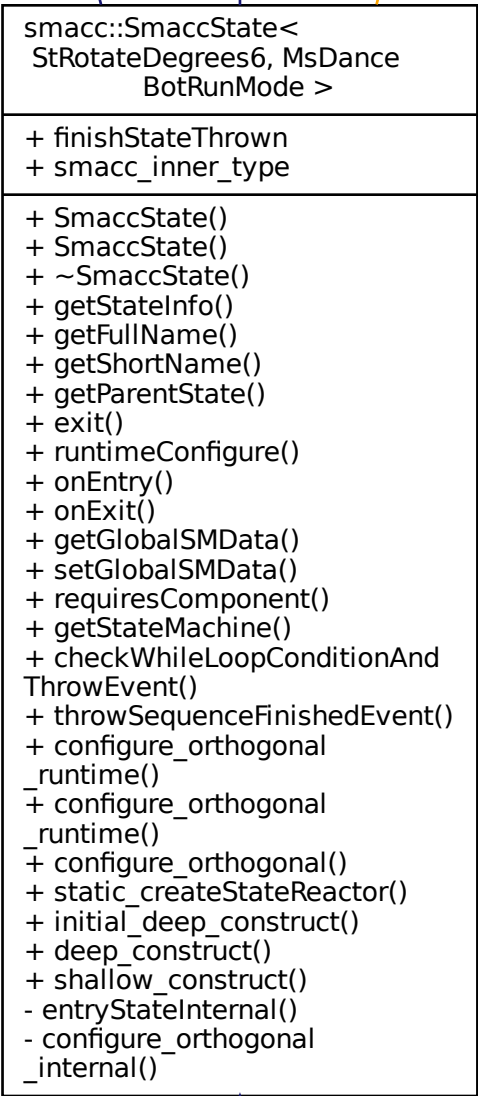 smacc::SmaccState<
StRotateDegrees6, MsDance
BotRunMode >
+ finishStateThrown
+ smacc_inner_type
+ SmaccState()
+ SmaccState()
+ ~SmaccState()
+ getStateInfo()
+ getFullName()
+ getShortName()
+ getParentState()
+ exit()
+ runtimeConfigure()
+ onEntry()
+ onExit()
+ getGlobalSMData()
+ setGlobalSMData()
+ requiresComponent()
+ getStateMachine()
+ checkWhileLoopConditionAnd
ThrowEvent()
+ throwSequenceFinishedEvent()
+ configure_orthogonal
_runtime()
+ configure_orthogonal
_runtime()
+ configure_orthogonal()
+ static_createStateReactor()
+ initial_deep_construct()
+ deep_construct()
+ shallow_construct()
- entryStateInternal()
- configure_orthogonal
_internal()